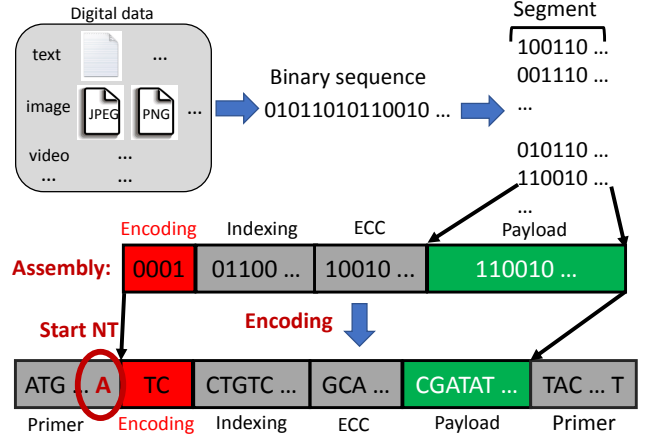 Digital data
text ...
image JPEG PNG ...
video ...
... ...
Binary sequence
01011010110010 ...
Segment
100110 ...
001110 ...
...
010110 ...
110010 ...
...
Encoding Indexing ECC Payload
Assembly: 0001 01100 ... 10010 ... 110010 ...
Start NT Encoding
ATG ... A TC CTGTC ... GCA ... CGATAT ... TAC ... T
Primer Encoding Indexing ECC Payload Primer